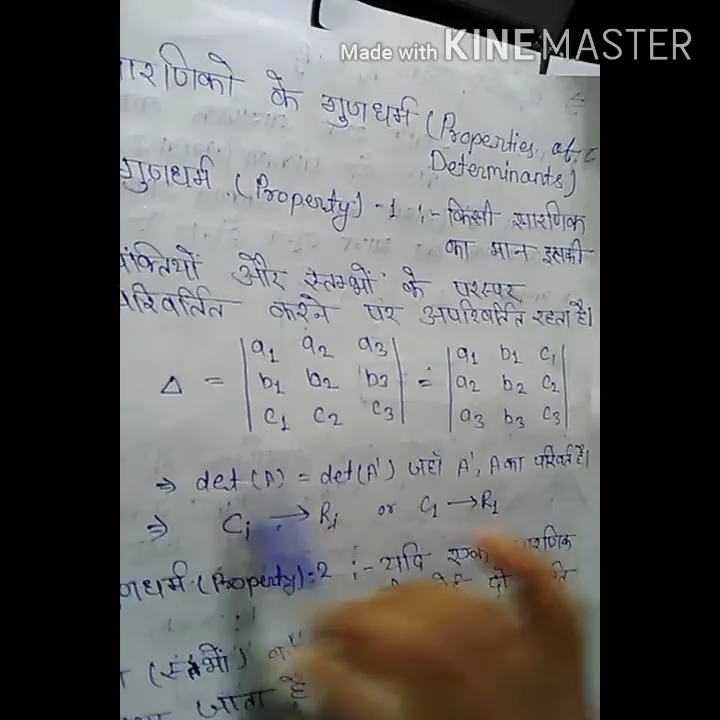 Made with KINEMASTER
ारणिको के गुणधर्म (Properties of
Determinants)
गुणधर्म (Property) -1 :- किसी सारणिक
का मान इसकी
पंक्तियों और स्तम्भों के परस्पर
परिवर्तित करने पर अपरिवर्तित रहता है।
Δ = |a1 a2 a3| = |a1 b1 c1|
|b1 b2 b3| |a2 b2 c2|
|c1 c2 c3| |a3 b3 c3|
⇒ det (A) = det(A') जहाँ A', A का परिवर्त है।
⇒ Ci → Rj or C1 → R1
णधर्म (Property)-2 :- यदि एक
दो
(स्तंभों)
जाता है